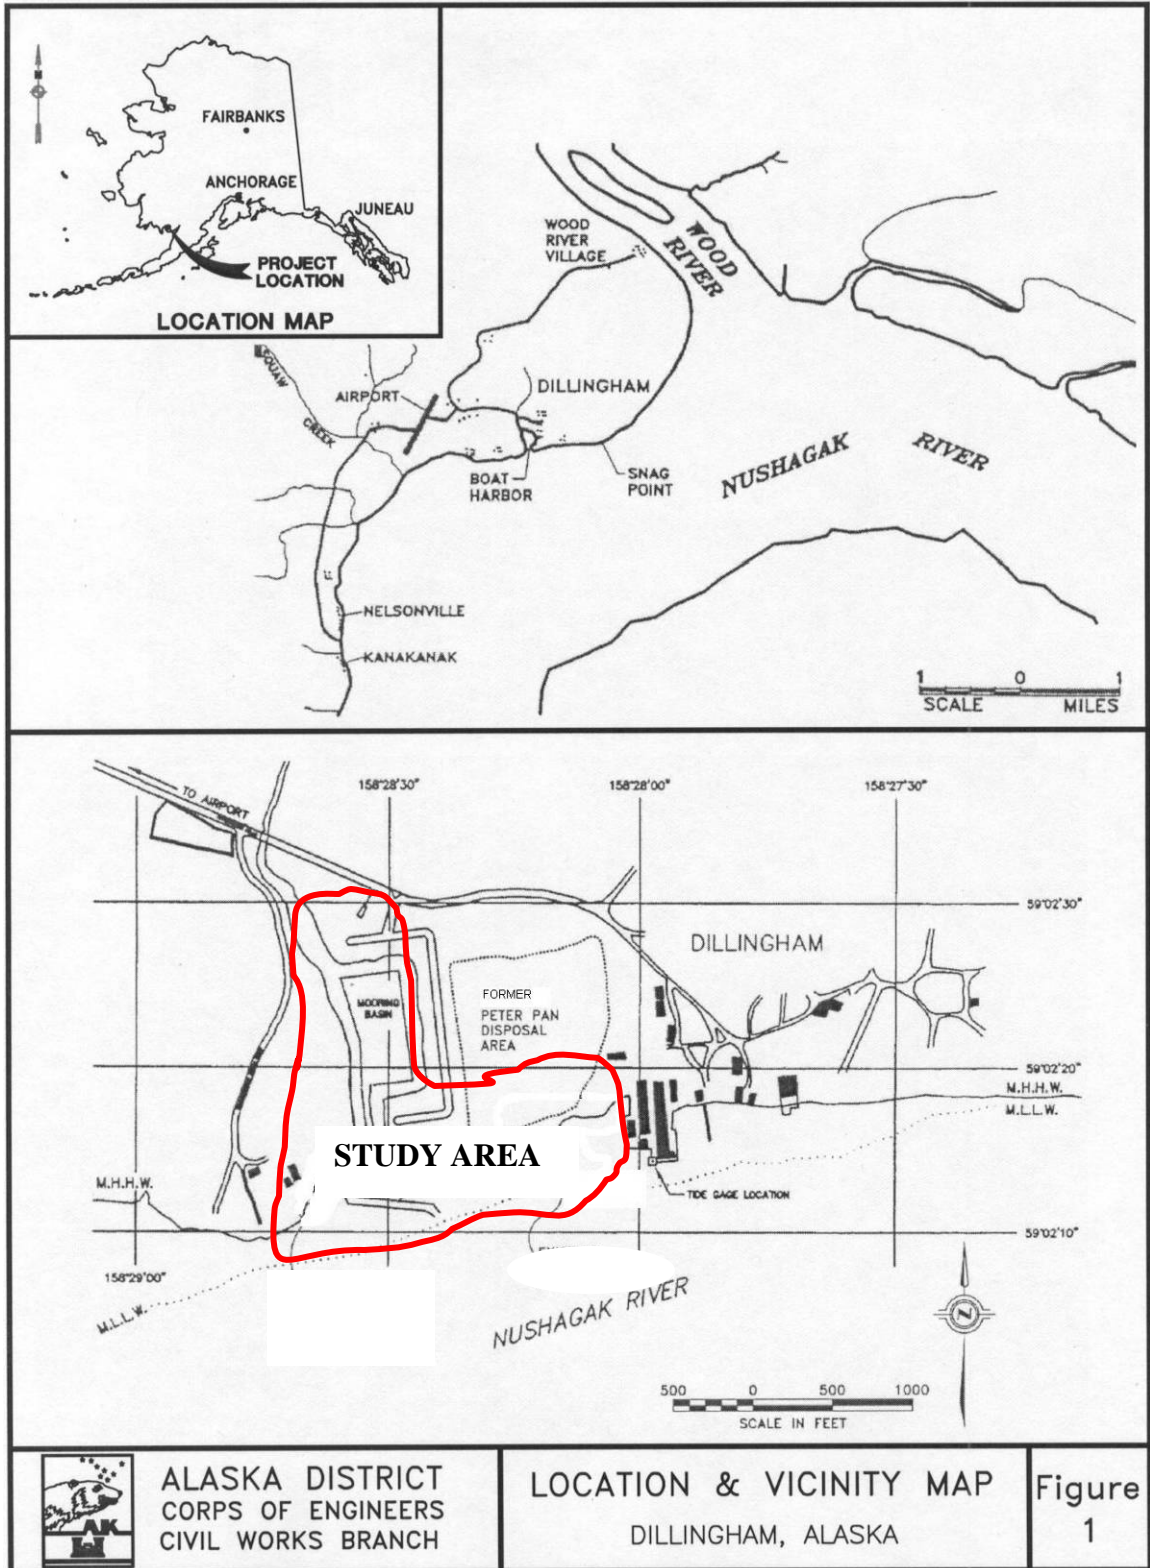 FAIRBANKS
ANCHORAGE
JUNEAU
PROJECT
LOCATION
LOCATION MAP
WOOD
RIVER
VILLAGE
WOOD
RIVER
SQUAW
CREEK
AIRPORT
DILLINGHAM
BOAT
HARBOR
SNAG
POINT
NUSHAGAK RIVER
NELSONVILLE
KANAKANAK
1 0 1
SCALE MILES
TO AIRPORT
158°28'30"
158°28'00"
158°27'30"
59°02'30"
DILLINGHAM
MOORING
BASIN
FORMER
PETER PAN
DISPOSAL
AREA
59°02'20"
M.H.H.W.
M.L.L.W.
STUDY AREA
M.H.H.W.
TIDE GAGE LOCATION
59°02'10"
158°29'00"
M.L.L.W.
NUSHAGAK RIVER
N
500 0 500 1000
SCALE IN FEET
AK
ALASKA DISTRICT
CORPS OF ENGINEERS
CIVIL WORKS BRANCH
LOCATION & VICINITY MAP
DILLINGHAM, ALASKA
Figure
1